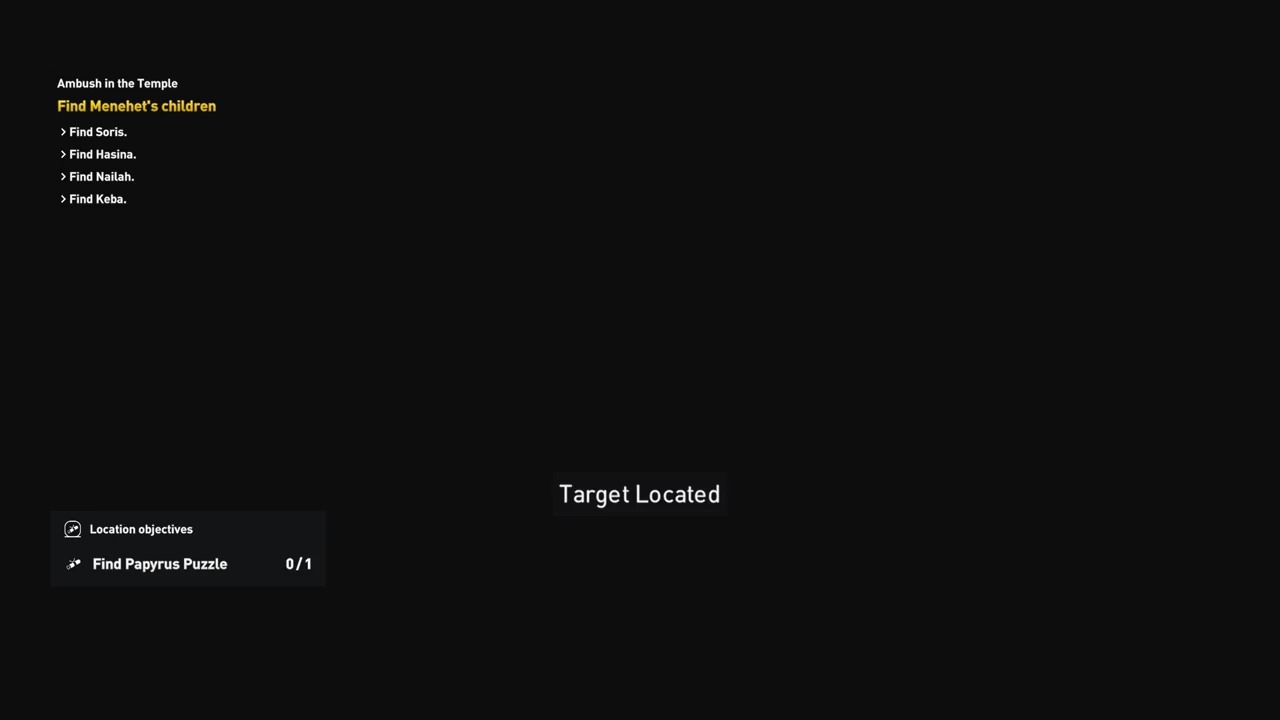 Ambush in the Temple
Find Menehet's children
> Find Soris.
> Find Hasina.
> Find Nailah.
> Find Keba.
Target Located
Location objectives
Find Papyrus Puzzle 0/1